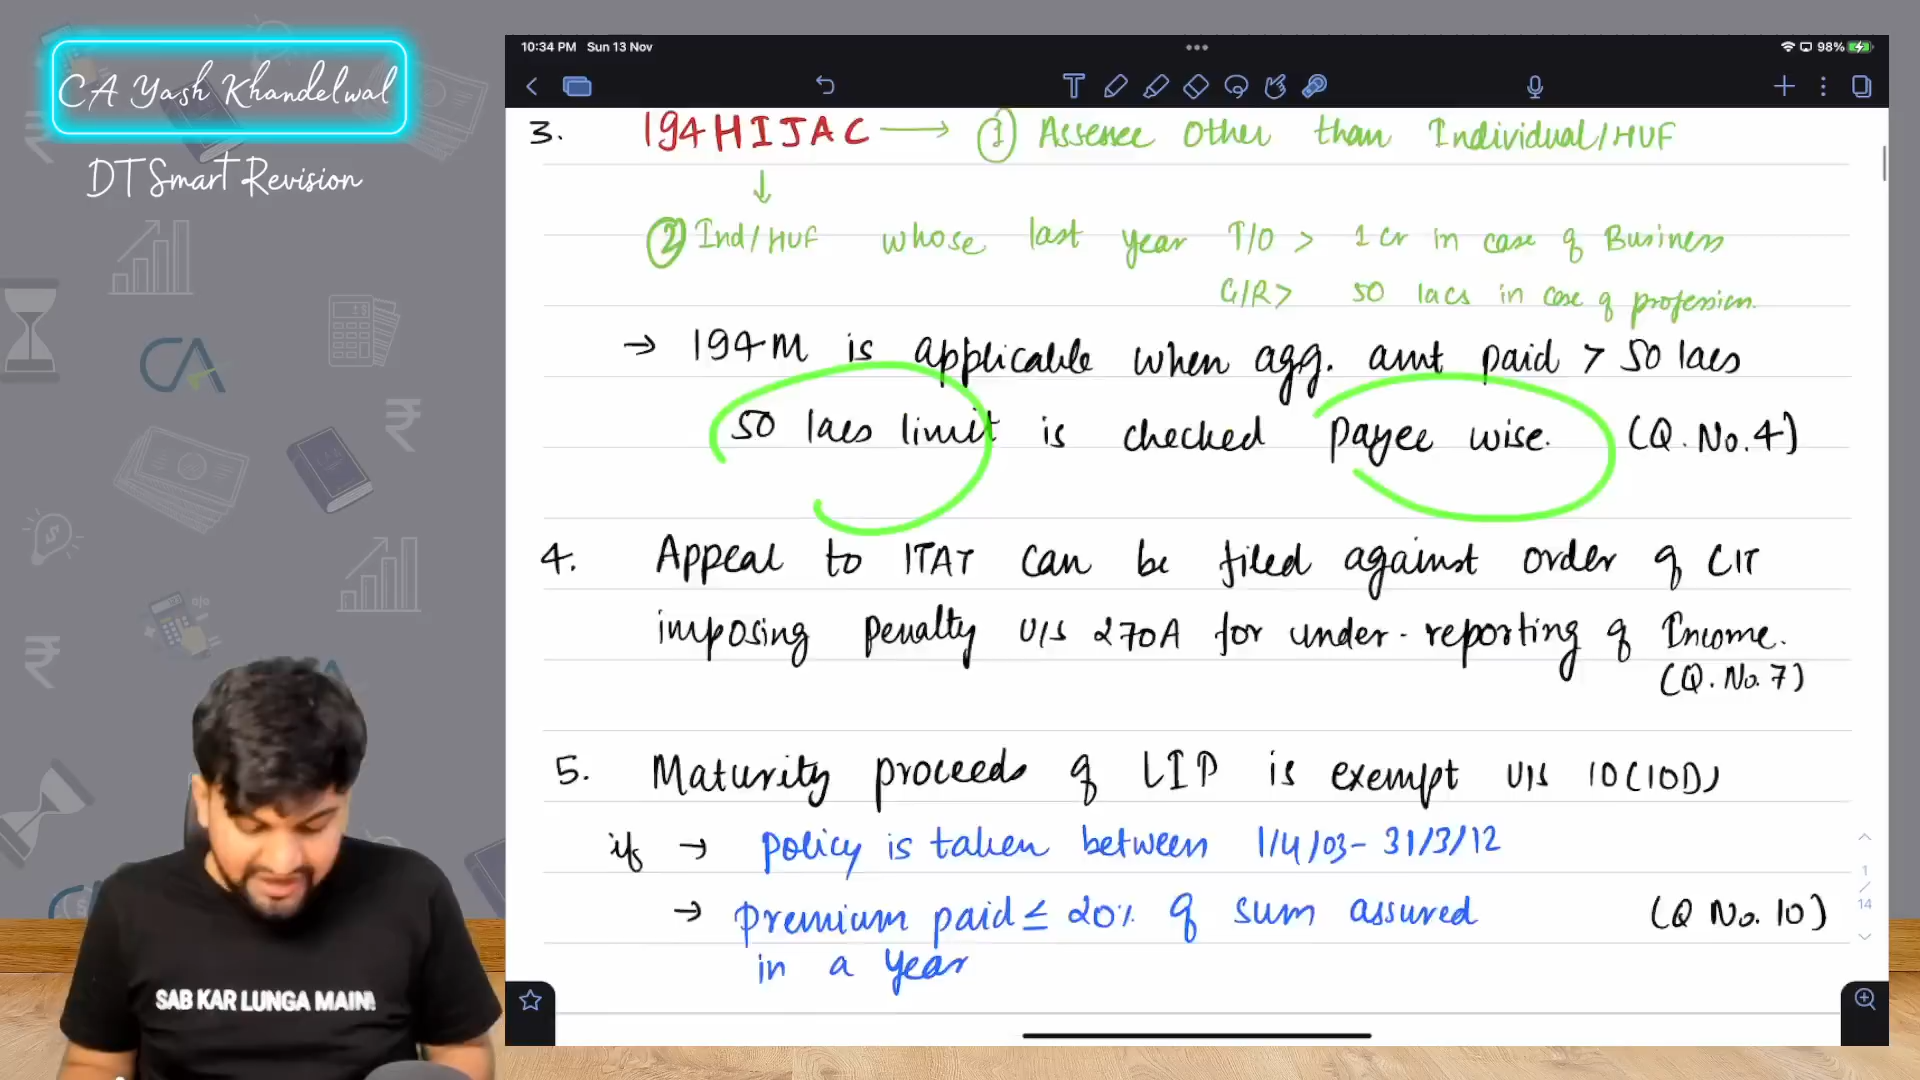 CA Yash Khandelwal
DT Smart Revision
10:34 PM Sun 13 Nov
98%
3. 194HIJAC → ① Assessee Other than Individual/HUF
↓
② Ind/HUF whose last year T/O > 1 cr in case of Business
G/R > 50 lacs in case of profession.
→ 194M is applicable when agg. amt paid > 50 lacs
50 lacs limit is checked payee wise. (Q.No.4)
4. Appeal to ITAT can be filed against order of CIT
imposing Penalty U/S 270A for under-reporting of Income.
(Q.No.7)
5. Maturity proceeds of LIP is exempt U/S 10(10D)
if → policy is taken between 1/4/03 - 31/3/12
→ premium paid ≤ 20% of sum assured (Q No. 10)
in a year
1
/
14
CA
SAB KAR LUNGA MAIN!